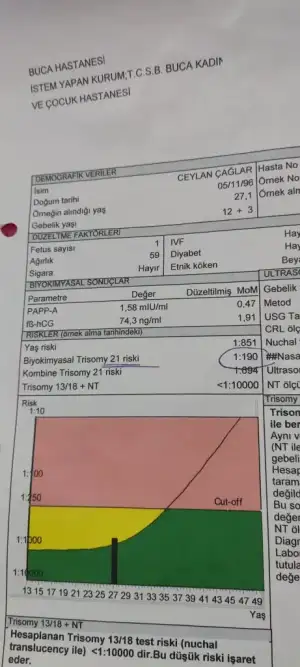 BUCA HASTANESİ
İSTEM YAPAN KURUM;T.C.S.B. BUCA KADIN
VE ÇOCUK HASTANESİ
DEMOGRAFİK VERİLER
İsim CEYLAN ÇAĞLAR Hasta No
Doğum tarihi 05/11/96 Örnek No
Örneğin alındığı yaş 27,1 Örnek alı
Gebelik yaşı 12 + 3
DÜZELTME FAKTÖRLERİ
Fetus sayısı 1 IVF Hay
Ağırlık 59 Diyabet Hay
Sigara Hayır Etnik köken Bey
BİYOKİMYASAL SONUÇLAR ULTRAS
Parametre Değer Düzeltilmiş MoM Gebelik
PAPP-A 1,58 mIU/ml 0,47 Metod
fß-hCG 74,3 ng/ml 1,91 USG Ta
RİSKLER (örnek alma tarihindeki) CRL ölç
Yaş riski 1:851 Nuchal
Biyokimyasal Trisomy 21 riski 1:190 ##Nasa
Kombine Trisomy 21 riski 1:894 Ultraso
Trisomy 13/18 + NT <1:10000 NT ölçü
Risk Trisomy
1:10 Trison
ile ber
Aynı v
(NT ile
gebeli
1:100 Hesap
taram
değild
1:250 Cut-off Bu so
değer
NT öl
1:1000 Diagr
Labo
tutula
1:10000 değe
13 15 17 19 21 23 25 27 29 31 33 35 37 39 41 43 45 47 49
Yaş
Trisomy 13/18 + NT
Hesaplanan Trisomy 13/18 test riski (nuchal
translucency ile) <1:10000 dir.Bu düşük riski işaret
eder.